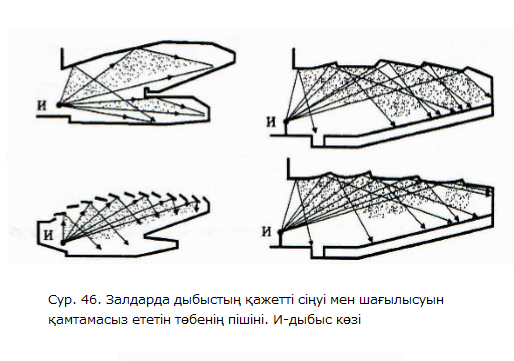 И
И
И
И
Сур. 46. Залдарда дыбыстың қажетті сіңуі мен шағылысуын
қамтамасыз ететін төбенің пішіні. И-дыбыс көзі